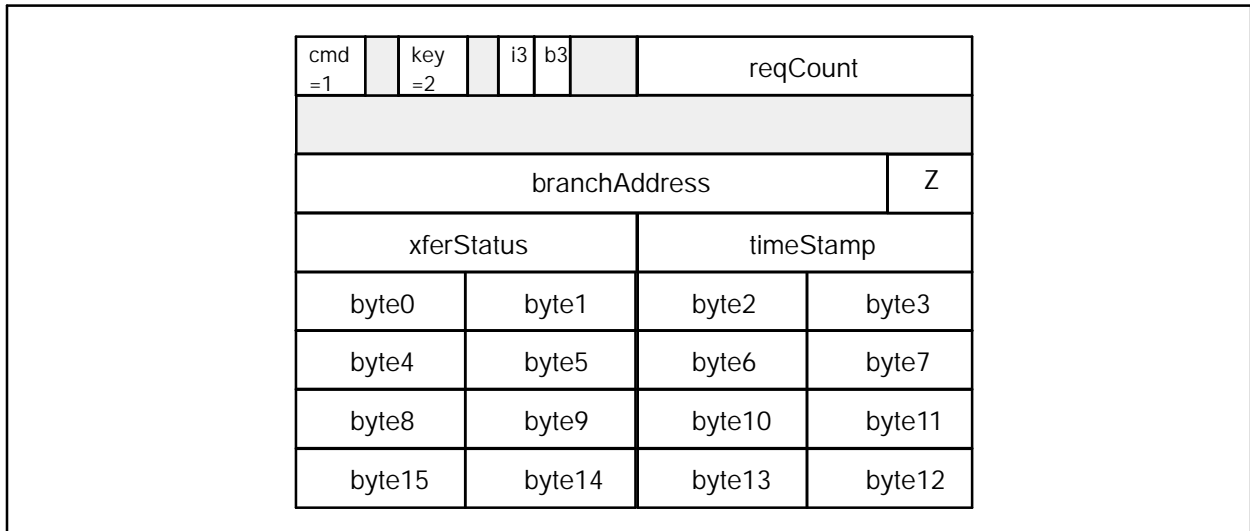 cmd =1 key =2 i3 b3 reqCount
branchAddress Z
xferStatus timeStamp
byte0 byte1 byte2 byte3
byte4 byte5 byte6 byte7
byte8 byte9 byte10 byte11
byte15 byte14 byte13 byte12